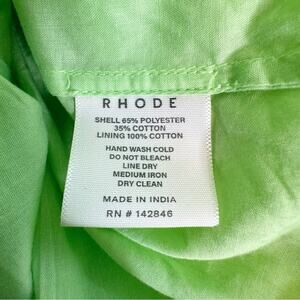 RHODE
SHELL 65% POLYESTER
35% COTTON
LINING 100% COTTON
HAND WASH COLD
DO NOT BLEACH
LINE DRY
MEDIUM IRON
DRY CLEAN
MADE IN INDIA
RN # 142846